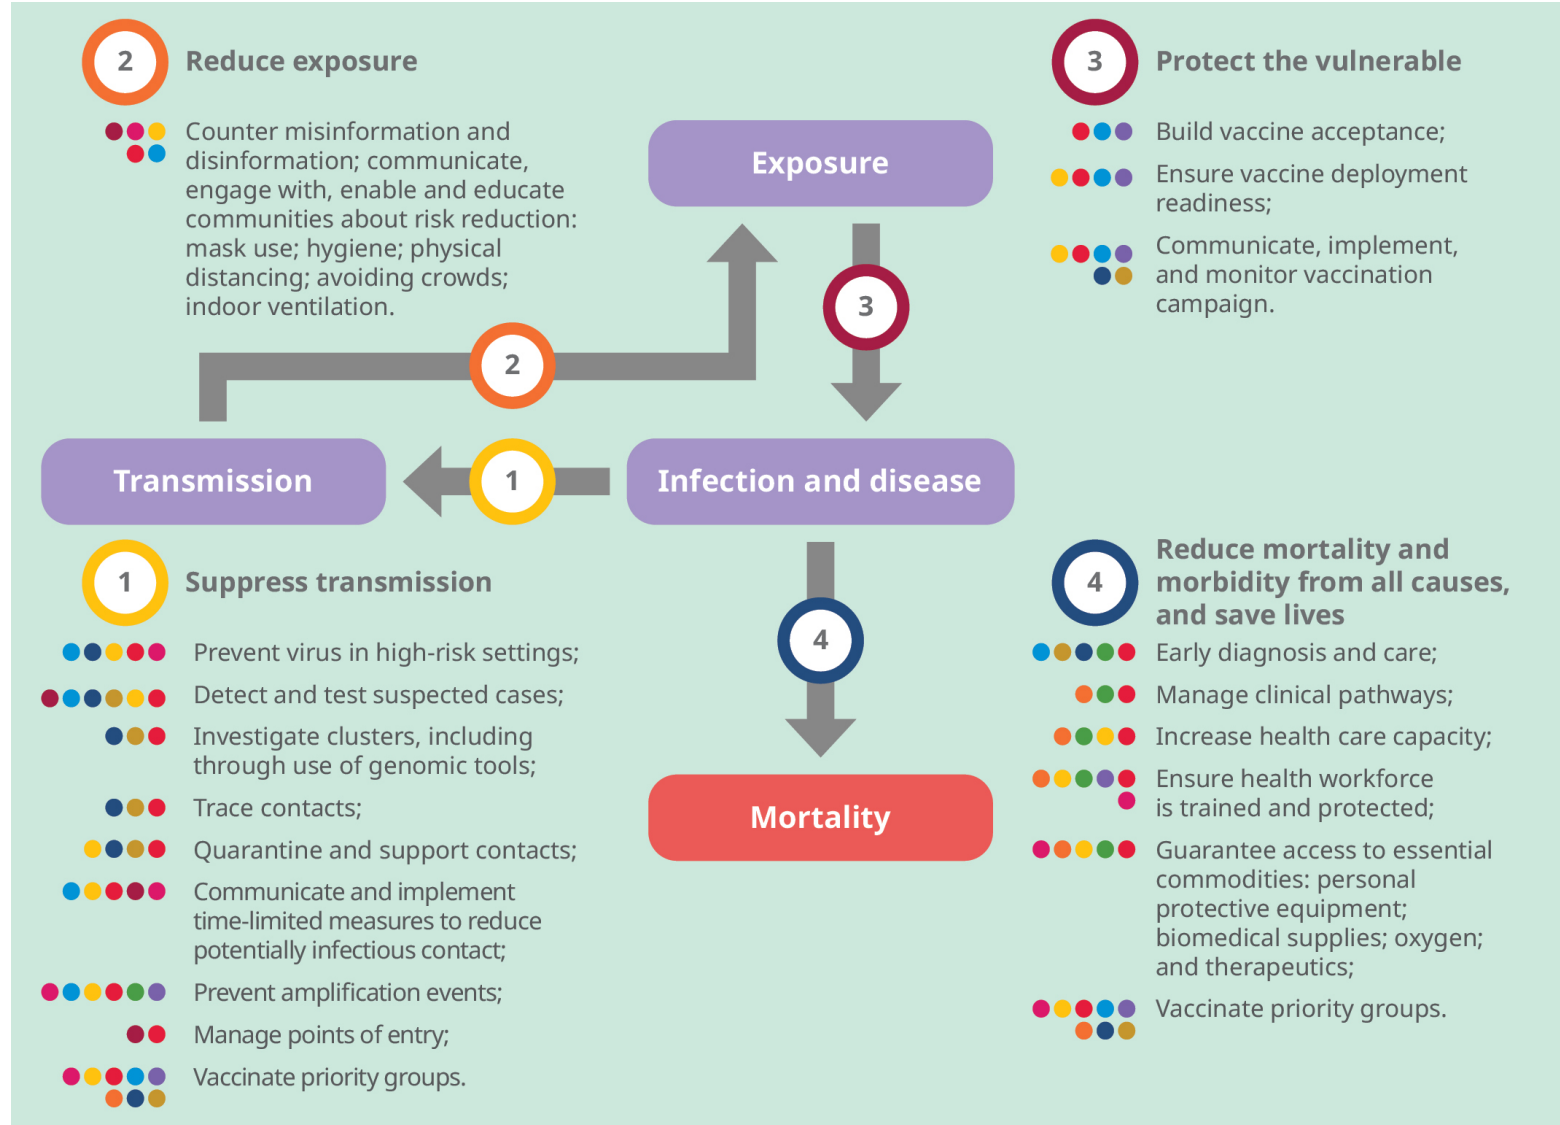 2
Reduce exposure
Counter misinformation and
disinformation; communicate,
engage with, enable and educate
communities about risk reduction:
mask use; hygiene; physical
distancing; avoiding crowds;
indoor ventilation.
Exposure
3
Protect the vulnerable
Build vaccine acceptance;
Ensure vaccine deployment
readiness;
Communicate, implement,
and monitor vaccination
campaign.
3
2
Transmission
1
Infection and disease
1
Suppress transmission
Prevent virus in high-risk settings;
Detect and test suspected cases;
Investigate clusters, including
through use of genomic tools;
Trace contacts;
Quarantine and support contacts;
Communicate and implement
time-limited measures to reduce
potentially infectious contact;
Prevent amplification events;
Manage points of entry;
Vaccinate priority groups.
4
Mortality
4
Reduce mortality and
morbidity from all causes,
and save lives
Early diagnosis and care;
Manage clinical pathways;
Increase health care capacity;
Ensure health workforce
is trained and protected;
Guarantee access to essential
commodities: personal
protective equipment;
biomedical supplies; oxygen;
and therapeutics;
Vaccinate priority groups.